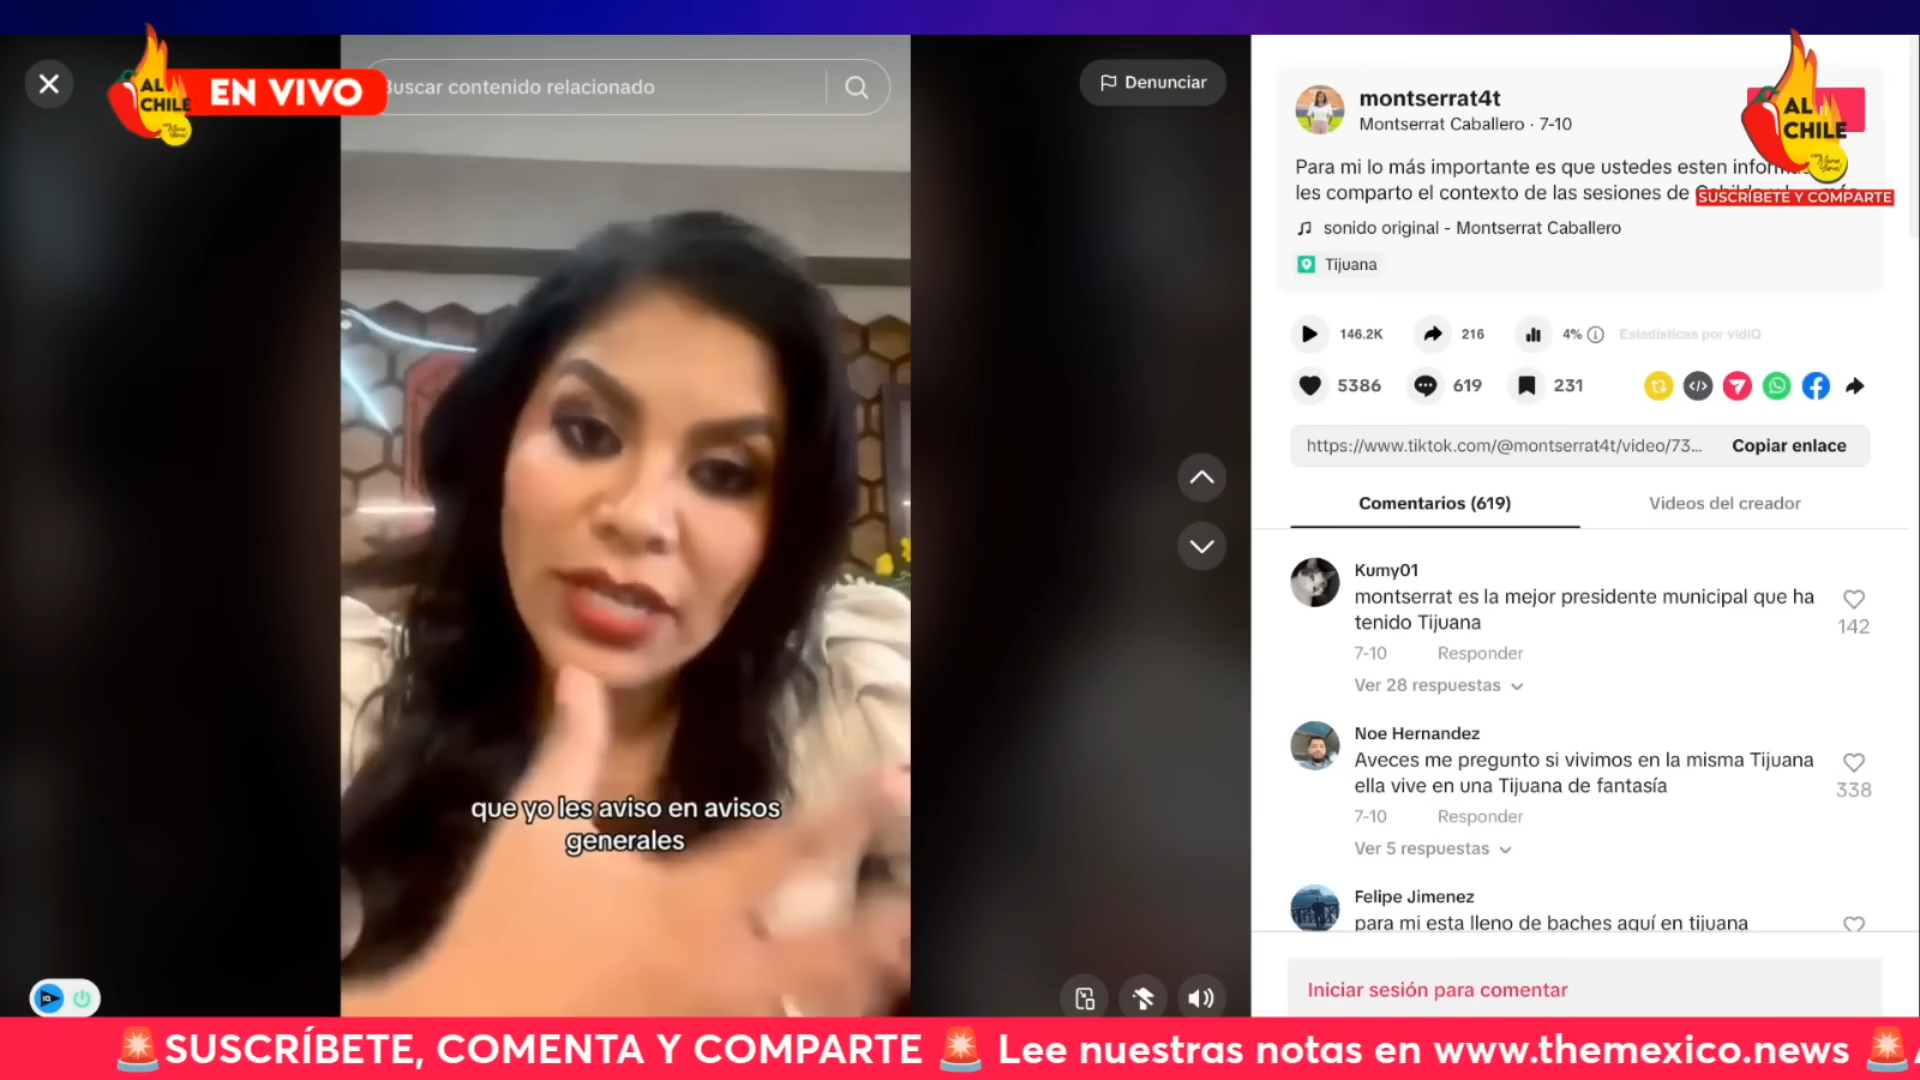 AL
CHILE
EN VIVO
Buscar contenido relacionado
Denunciar
que yo les aviso en avisos
generales
montserrat4t
Montserrat Caballero · 7-10
AL
CHILE
SUSCRÍBETE Y COMPARTE
Para mi lo más importante es que ustedes esten
les comparto el contexto de las sesiones de
sonido original - Montserrat Caballero
Tijuana
146.2K
216
4%
Estadísticas por vidIQ
5386
619
231
https://www.tiktok.com/@montserrat4t/video/73...
Copiar enlace
Comentarios (619)
Videos del creador
Kumy01
montserrat es la mejor presidente municipal que ha
tenido Tijuana
142
7-10
Responder
Ver 28 respuestas
Noe Hernandez
Aveces me pregunto si vivimos en la misma Tijuana
ella vive en una Tijuana de fantasía
338
7-10
Responder
Ver 5 respuestas
Felipe Jimenez
para mi esta lleno de baches aquí en tijuana
Iniciar sesión para comentar
SUSCRÍBETE, COMENTA Y COMPARTE
Lee nuestras notas en www.themexico.news